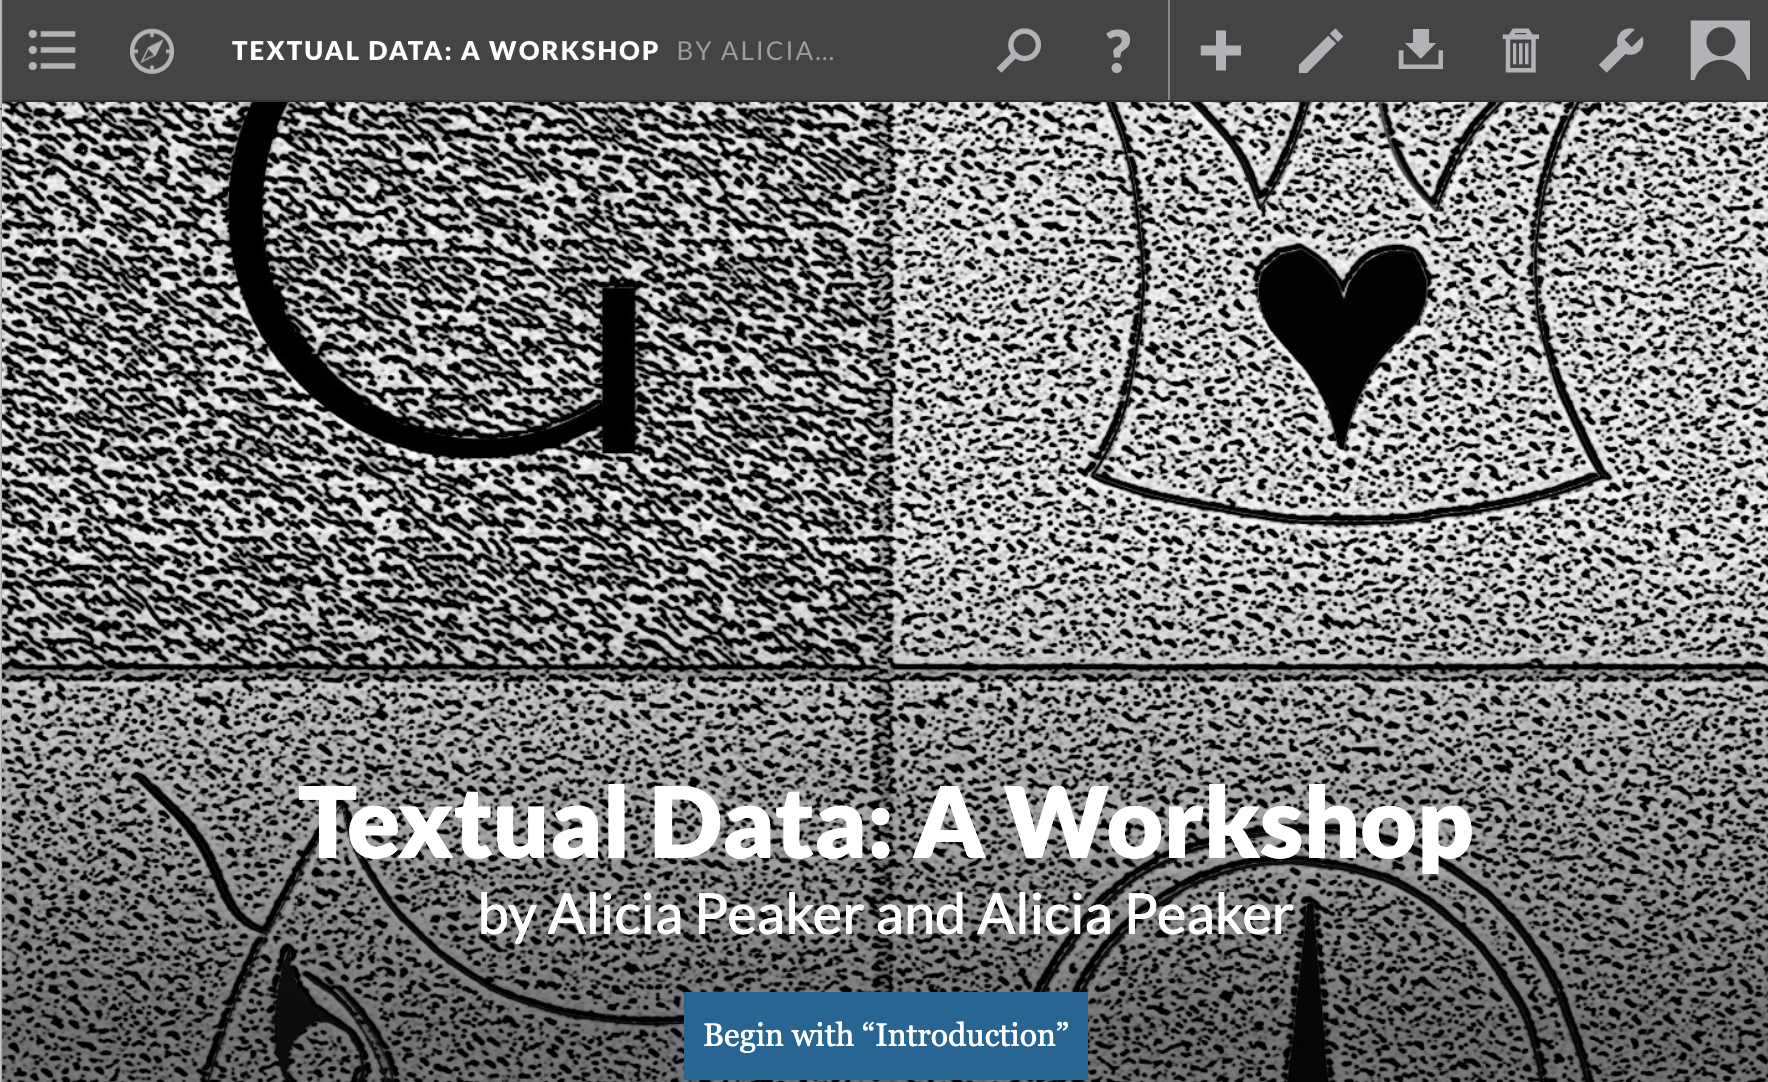 TEXTUAL DATA: A WORKSHOP BY ALICIA...
G
Textual Data: A Workshop
by Alicia Peaker and Alicia Peaker
Begin with “Introduction”